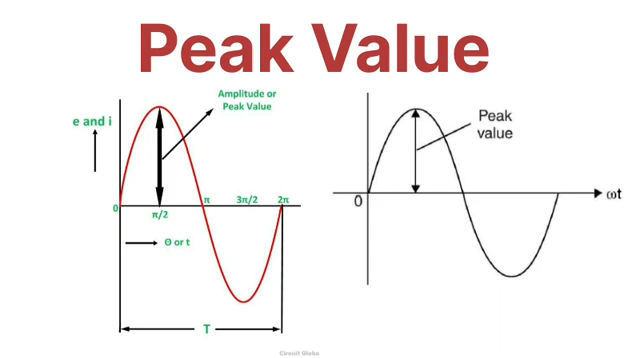 Peak Value
Amplitude or
Peak Value
e and i
0
π/2
π
3π/2
2π
Θ or t
T
Peak
value
0
ωt
Circuit Globe